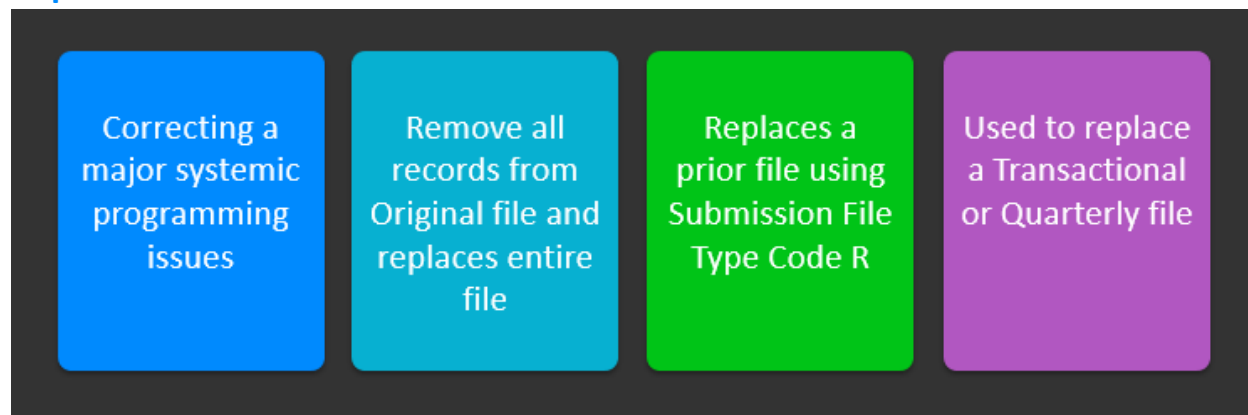 Correcting a
major systemic
programming
issues
Remove all
records from
Original file and
replaces entire
file
Replaces a
prior file using
Submission File
Type Code R
Used to replace
a Transactional
or Quarterly file